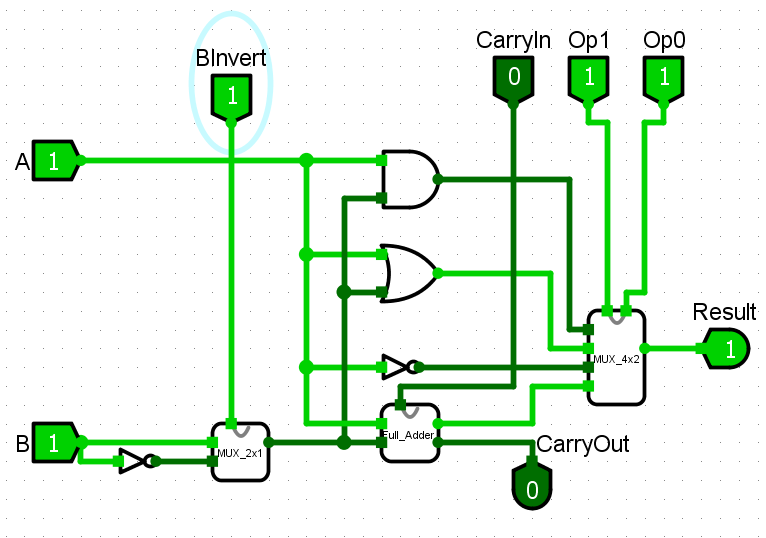 CarryIn Op1 Op0
BInvert
0 1 1
1
A 1
Result
MUX_4x2 1
B 1
Full_Adder
CarryOut
MUX_2x1
0